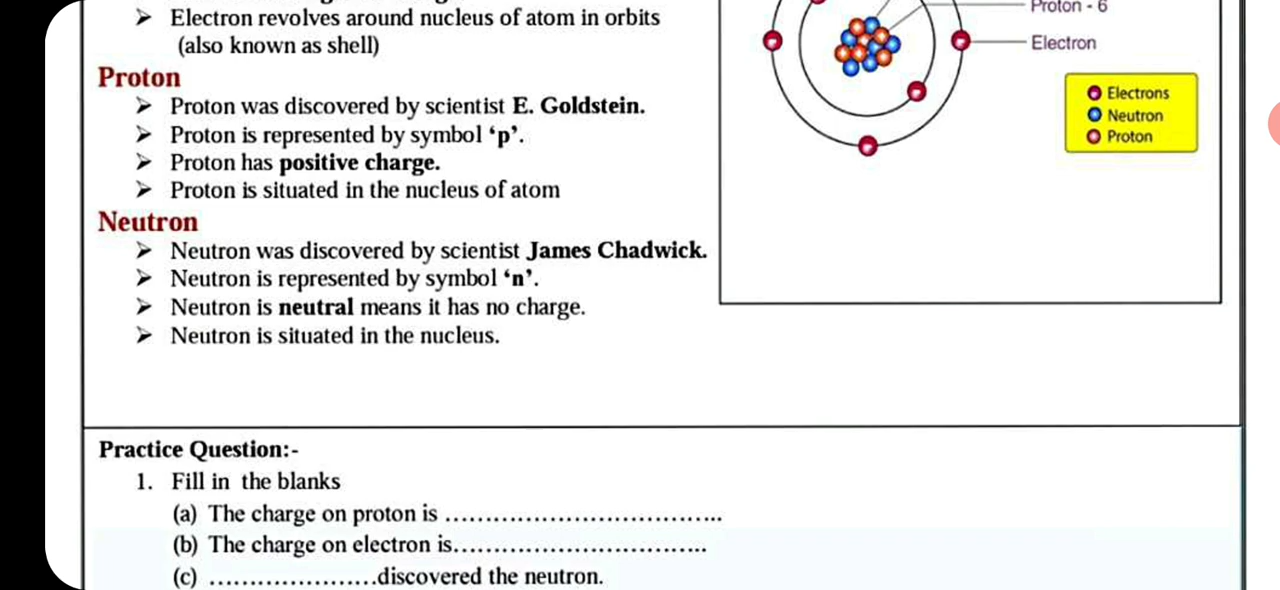 ➢ Electron revolves around nucleus of atom in orbits
(also known as shell)
Proton
➢ Proton was discovered by scientist E. Goldstein.
➢ Proton is represented by symbol ‘p’.
➢ Proton has positive charge.
➢ Proton is situated in the nucleus of atom
Neutron
➢ Neutron was discovered by scientist James Chadwick.
➢ Neutron is represented by symbol ‘n’.
➢ Neutron is neutral means it has no charge.
➢ Neutron is situated in the nucleus.
Proton - 6
Electron
Electrons
Neutron
Proton
Practice Question:-
1. Fill in the blanks
(a) The charge on proton is ..................................
(b) The charge on electron is...............................
(c) ....................discovered the neutron.